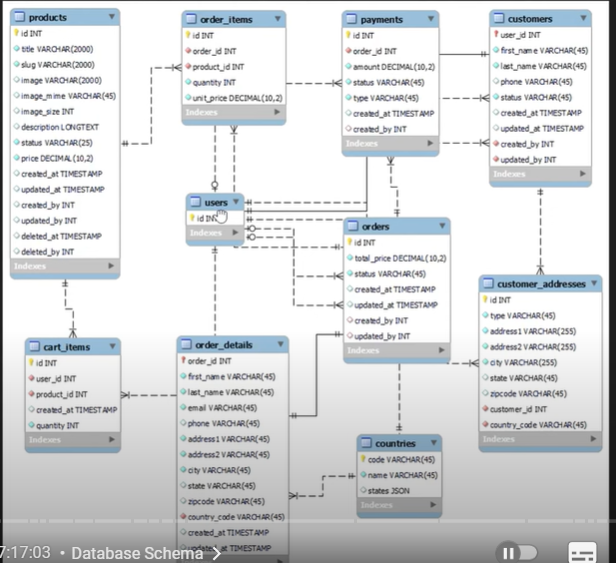 products
id INT
title VARCHAR(2000)
slug VARCHAR(2000)
image VARCHAR(2000)
image_mime VARCHAR(45)
image_size INT
description LONGTEXT
status VARCHAR(25)
price DECIMAL(10,2)
created_at TIMESTAMP
updated_at TIMESTAMP
created_by INT
updated_by INT
deleted_at TIMESTAMP
deleted_by INT
Indexes
order_items
id INT
order_id INT
product_id INT
quantity INT
unit_price DECIMAL(10,2)
Indexes
payments
id INT
order_id INT
amount DECIMAL(10,2)
status VARCHAR(45)
type VARCHAR(45)
created_at TIMESTAMP
created_by INT
Indexes
customers
user_id INT
first_name VARCHAR(45)
last_name VARCHAR(45)
phone VARCHAR(45)
status VARCHAR(45)
created_at TIMESTAMP
updated_at TIMESTAMP
created_by INT
updated_by INT
Indexes
users
id INT
Indexes
orders
id INT
total_price DECIMAL(10,2)
status VARCHAR(45)
created_at TIMESTAMP
updated_at TIMESTAMP
created_by INT
updated_by INT
Indexes
customer_addresses
id INT
type VARCHAR(45)
address1 VARCHAR(255)
address2 VARCHAR(255)
city VARCHAR(255)
state VARCHAR(45)
zipcode VARCHAR(45)
customer_id INT
country_code VARCHAR(45)
Indexes
cart_items
id INT
user_id INT
product_id INT
created_at TIMESTAMP
quantity INT
Indexes
order_details
order_id INT
first_name VARCHAR(45)
last_name VARCHAR(45)
email VARCHAR(45)
phone VARCHAR(45)
address1 VARCHAR(45)
address2 VARCHAR(45)
city VARCHAR(45)
state VARCHAR(45)
zipcode VARCHAR(45)
country_code VARCHAR(45)
created_at TIMESTAMP
updated_at TIMESTAMP
countries
code VARCHAR(45)
name VARCHAR(45)
states JSON
Indexes
7:17:03 • Database Schema